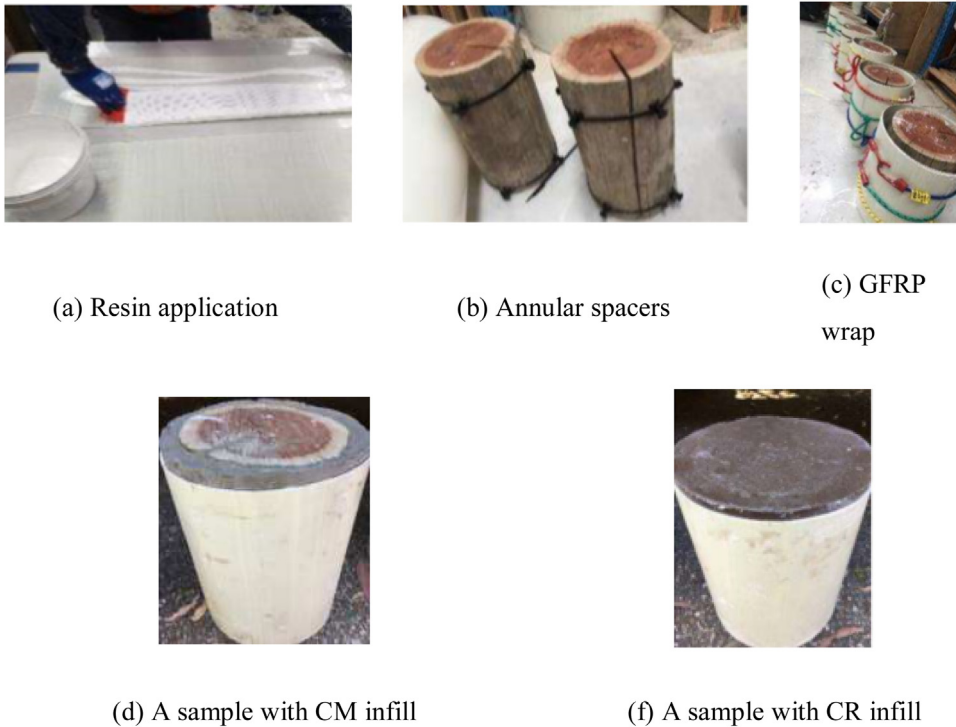 (a) Resin application
(b) Annular spacers
(c) GFRP
wrap
(d) A sample with CM infill
(f) A sample with CR infill